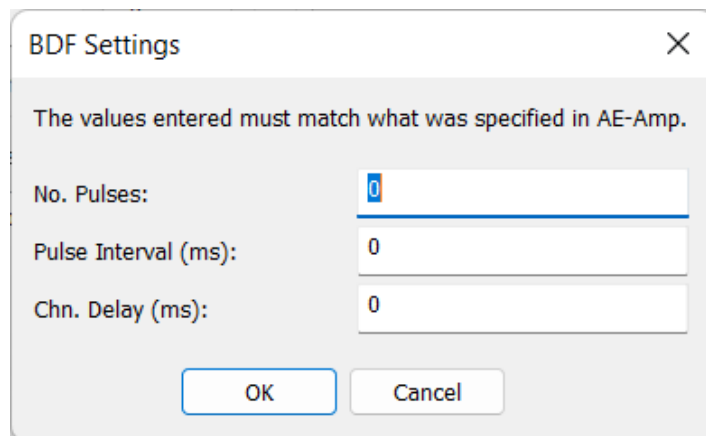 BDF Settings
The values entered must match what was specified in AE-Amp.
No. Pulses: 0
Pulse Interval (ms): 0
Chn. Delay (ms): 0
OK Cancel